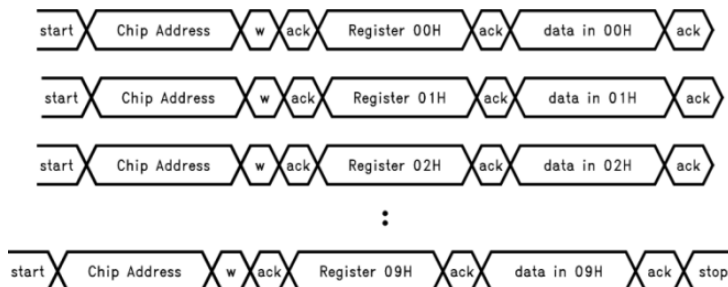 start Chip Address w ack Register 00H ack data in 00H ack
start Chip Address w ack Register 01H ack data in 01H ack
start Chip Address w ack Register 02H ack data in 02H ack
:
start Chip Address w ack Register 09H ack data in 09H ack stop